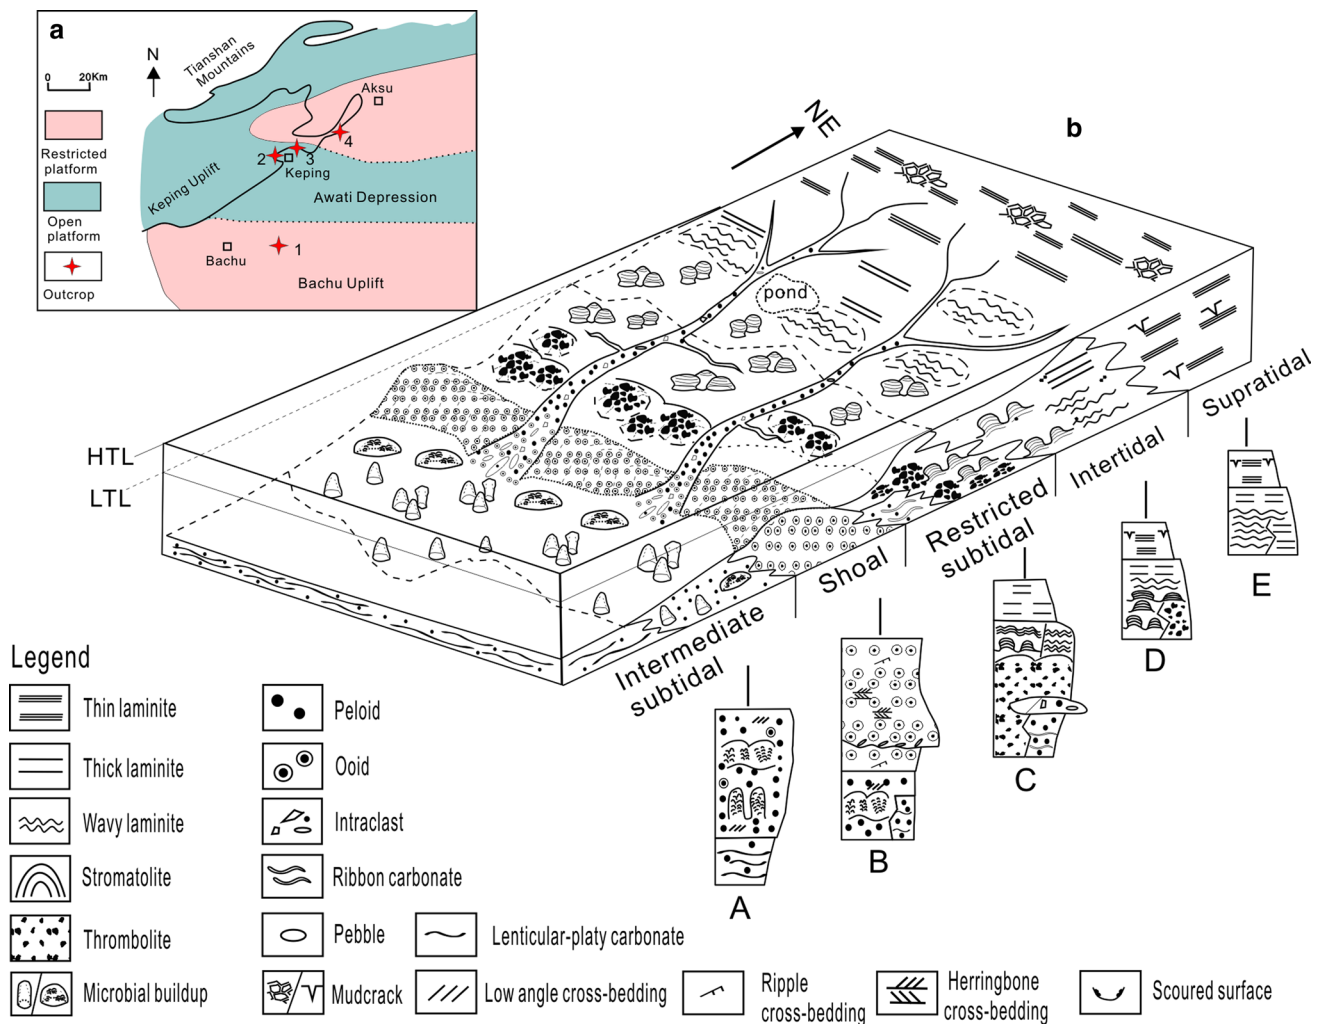 a
Tianshan
Mountains
N
0 20Km
Aksu
Restricted
platform
4
2
3
Keping
Keping Uplift
Awati Depression
Open
platform
Bachu
1
Bachu Uplift
Outcrop
NE
b
pond
HTL
LTL
Supratidal
Intertidal
Restricted
subtidal
Shoal
Intermediate
subtidal
E
D
C
B
A
Legend
Thin laminite
Thick laminite
Wavy laminite
Stromatolite
Thrombolite
Microbial buildup
Peloid
Ooid
Intraclast
Ribbon carbonate
Pebble
Mudcrack
Lenticular-platy carbonate
Low angle cross-bedding
Ripple
cross-bedding
Herringbone
cross-bedding
Scoured surface